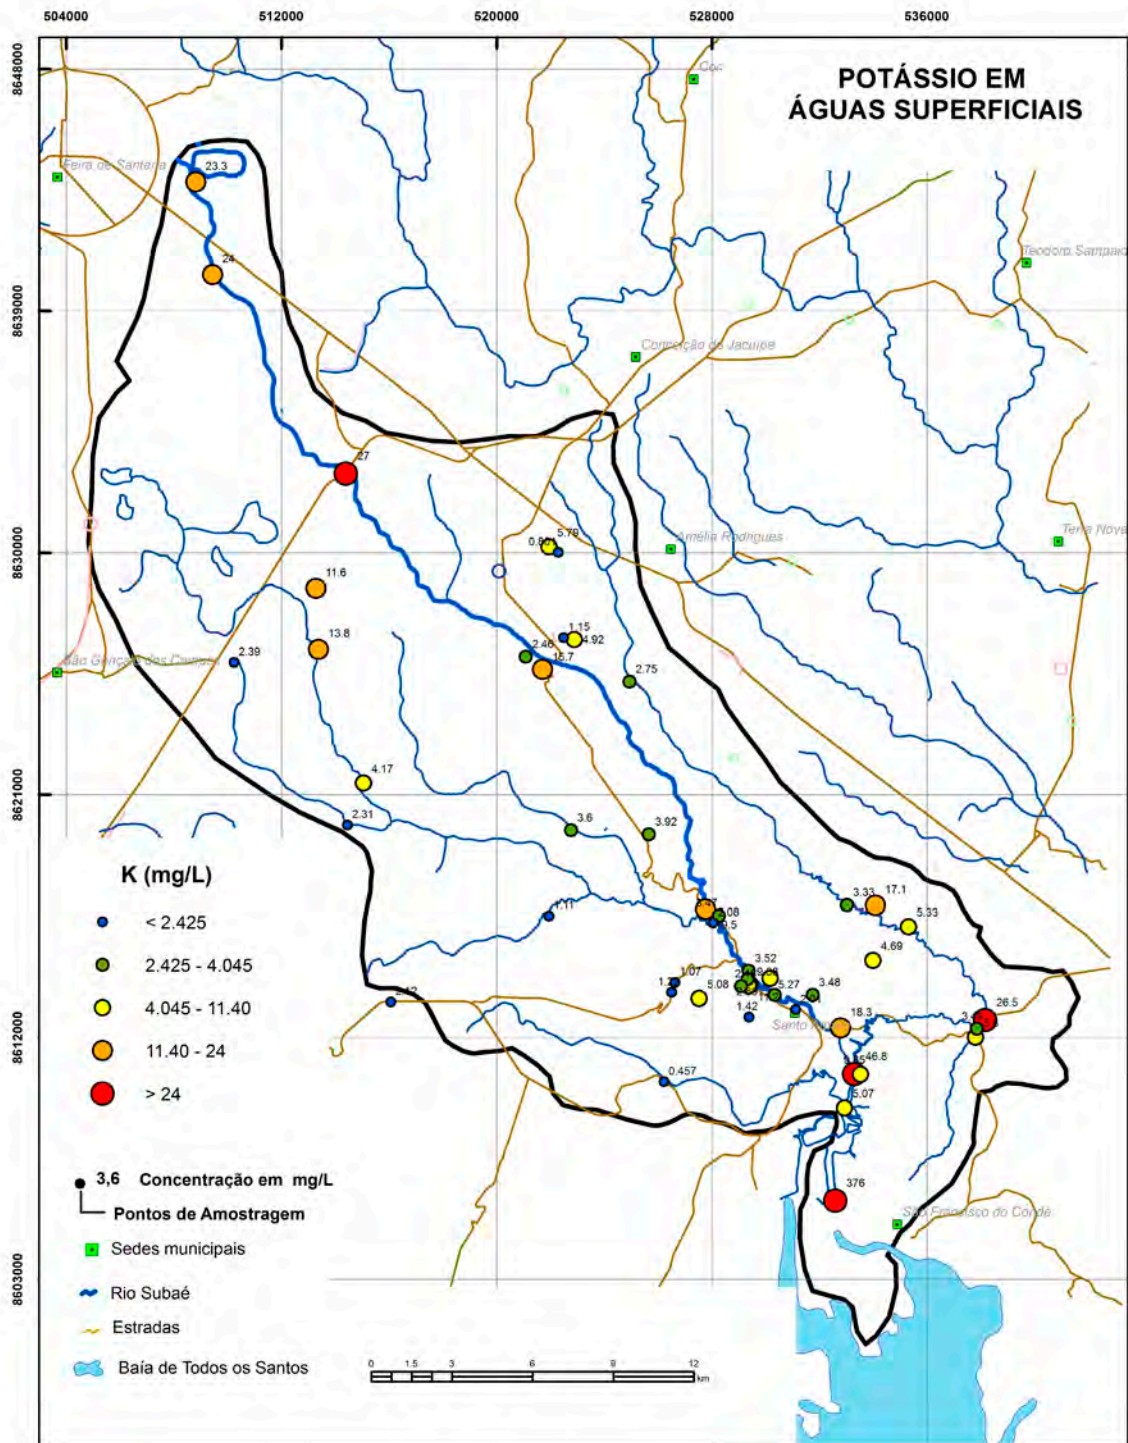 504000
512000
520000
528000
536000
8648000
POTÁSSIO EM
ÁGUAS SUPERFICIAIS
Feira de Santana
23.3
Teodoro Sampaio
24
8639000
Conceição do Jacuípe
27
5.79
Amélia Rodrigues
Terra Nova
8630000
11.6
1.15
4.92
13.8
2.46
2.39
São Gonçalo dos Campos
2.75
4.17
8621000
2.31
3.6
3.92
K (mg/L)
< 2.425
2.425 - 4.045
4.045 - 11.40
11.40 - 24
> 24
3.33
17.1
1.11
5.33
4.69
3.52
1.07
5.08
5.27
3.48
1.42
26.5
18.3
Santo
8612000
46.8
0.457
5.07
376
3,6 Concentração em mg/L
Pontos de Amostragem
São Francisco do Conde
Sedes municipais
8603000
Rio Subaé
Estradas
Baía de Todos os Santos
0 1.5 3 6 9 12
km